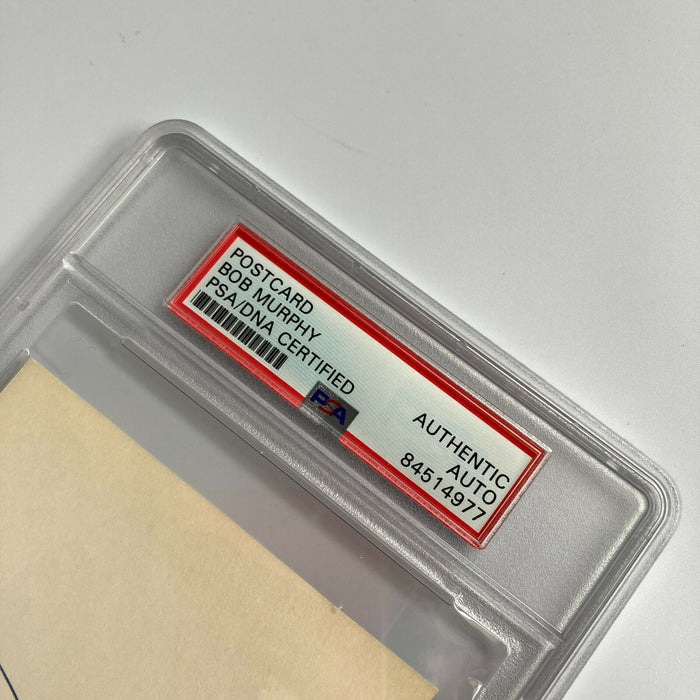 POSTCARD
BOB MURPHY
PSA/DNA CERTIFIED
PSA
AUTHENTIC
AUTO
84514977